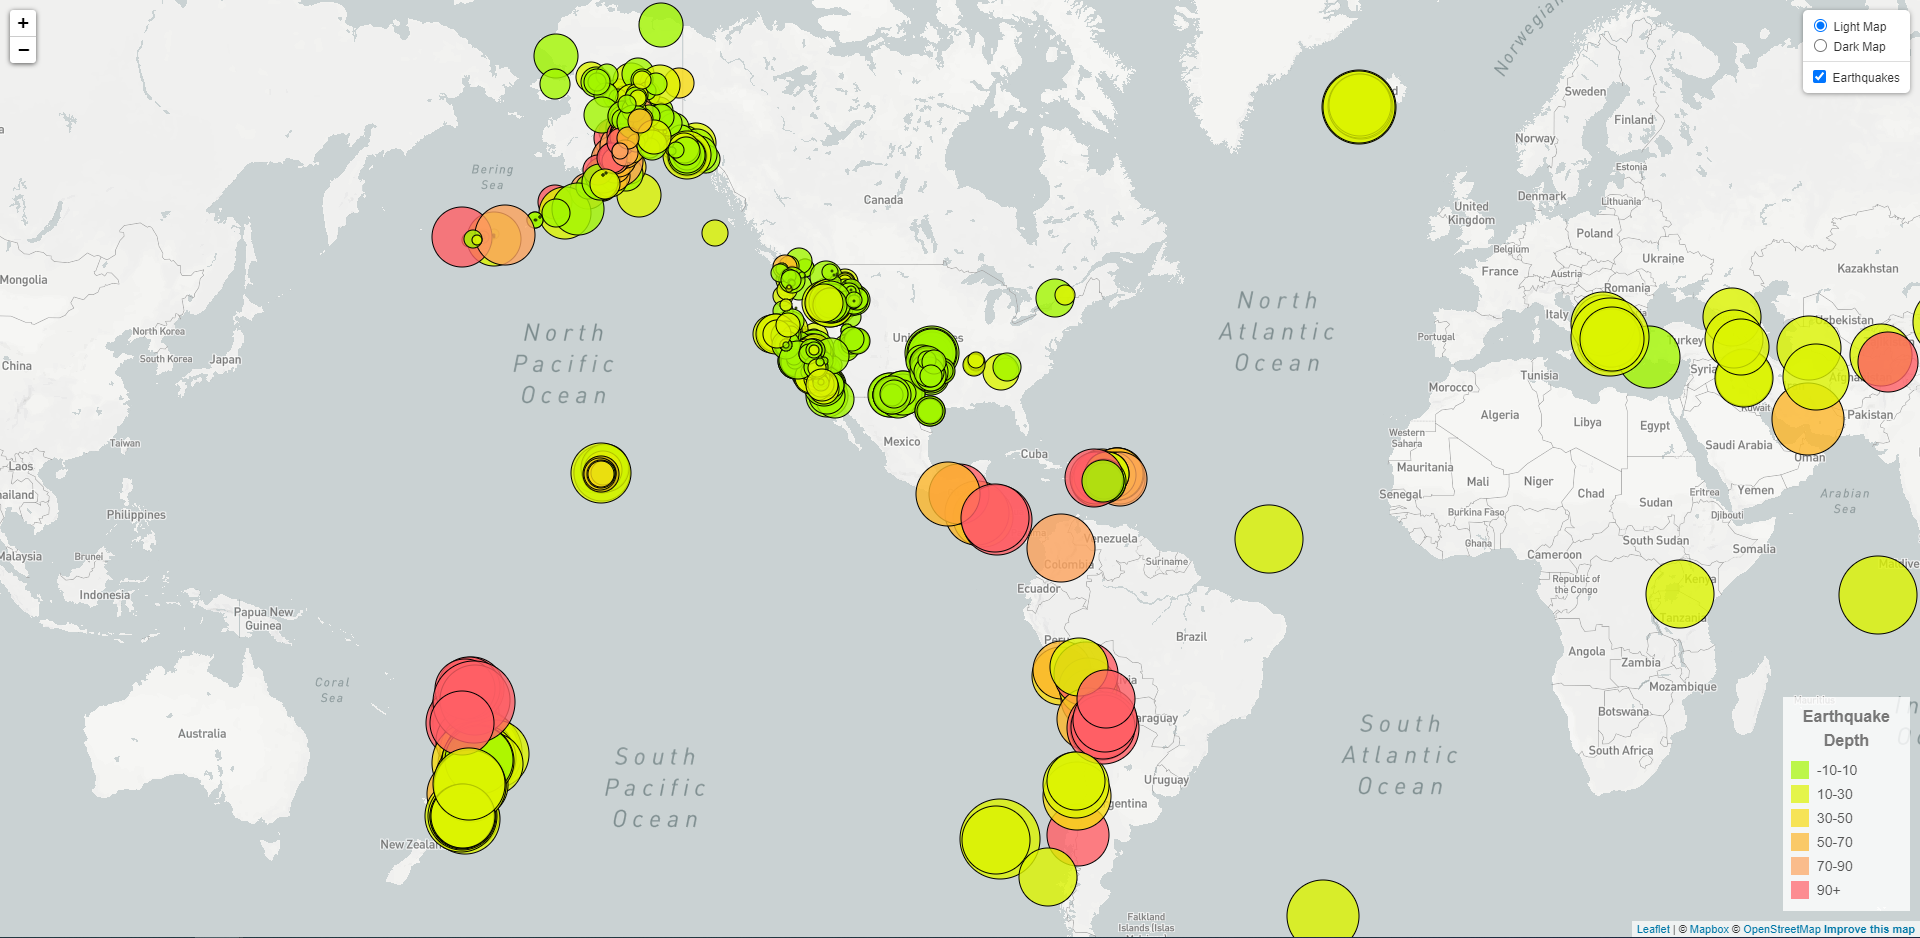 +
−
Light Map
Dark Map
Earthquakes
Norwegian
Sweden
Finland
Norway
Estonia
Bering
Sea
Canada
Denmark
Lithuania
United
Kingdom
Poland
Belgium
Ukraine
France
Austria
Kazakhstan
Mongolia
Romania
North
Atlantic
Ocean
Italy
Uzbekistan
North Korea
South Korea
Japan
North
Pacific
Ocean
Portugal
Turkey
China
Tunisia
Syria
Morocco
Kuwait
Algeria
Libya
Egypt
Pakistan
Western
Sahara
Taiwan
Mexico
Saudi Arabia
Cuba
Oman
Laos
Mauritania
Mali
Niger
Chad
Sudan
Eritrea
Yemen
Arabian
Sea
Senegal
Philippines
Burkina Faso
Djibouti
Venezuela
Ghana
South Sudan
Somalia
Malaysia
Brunei
Cameroon
Colombia
Suriname
Republic of
the Congo
Kenya
Indonesia
Ecuador
Papua New
Guinea
Tanzania
Peru
Brazil
Angola
Zambia
Coral
Sea
Mozambique
Botswana
Australia
South
Pacific
Ocean
South
Atlantic
Ocean
South Africa
Uruguay
New Zealan
Falkland
Islands (Islas
Earthquake
Depth
-10-10
10-30
30-50
50-70
70-90
90+
Leaflet | © Mapbox © OpenStreetMap Improve this map